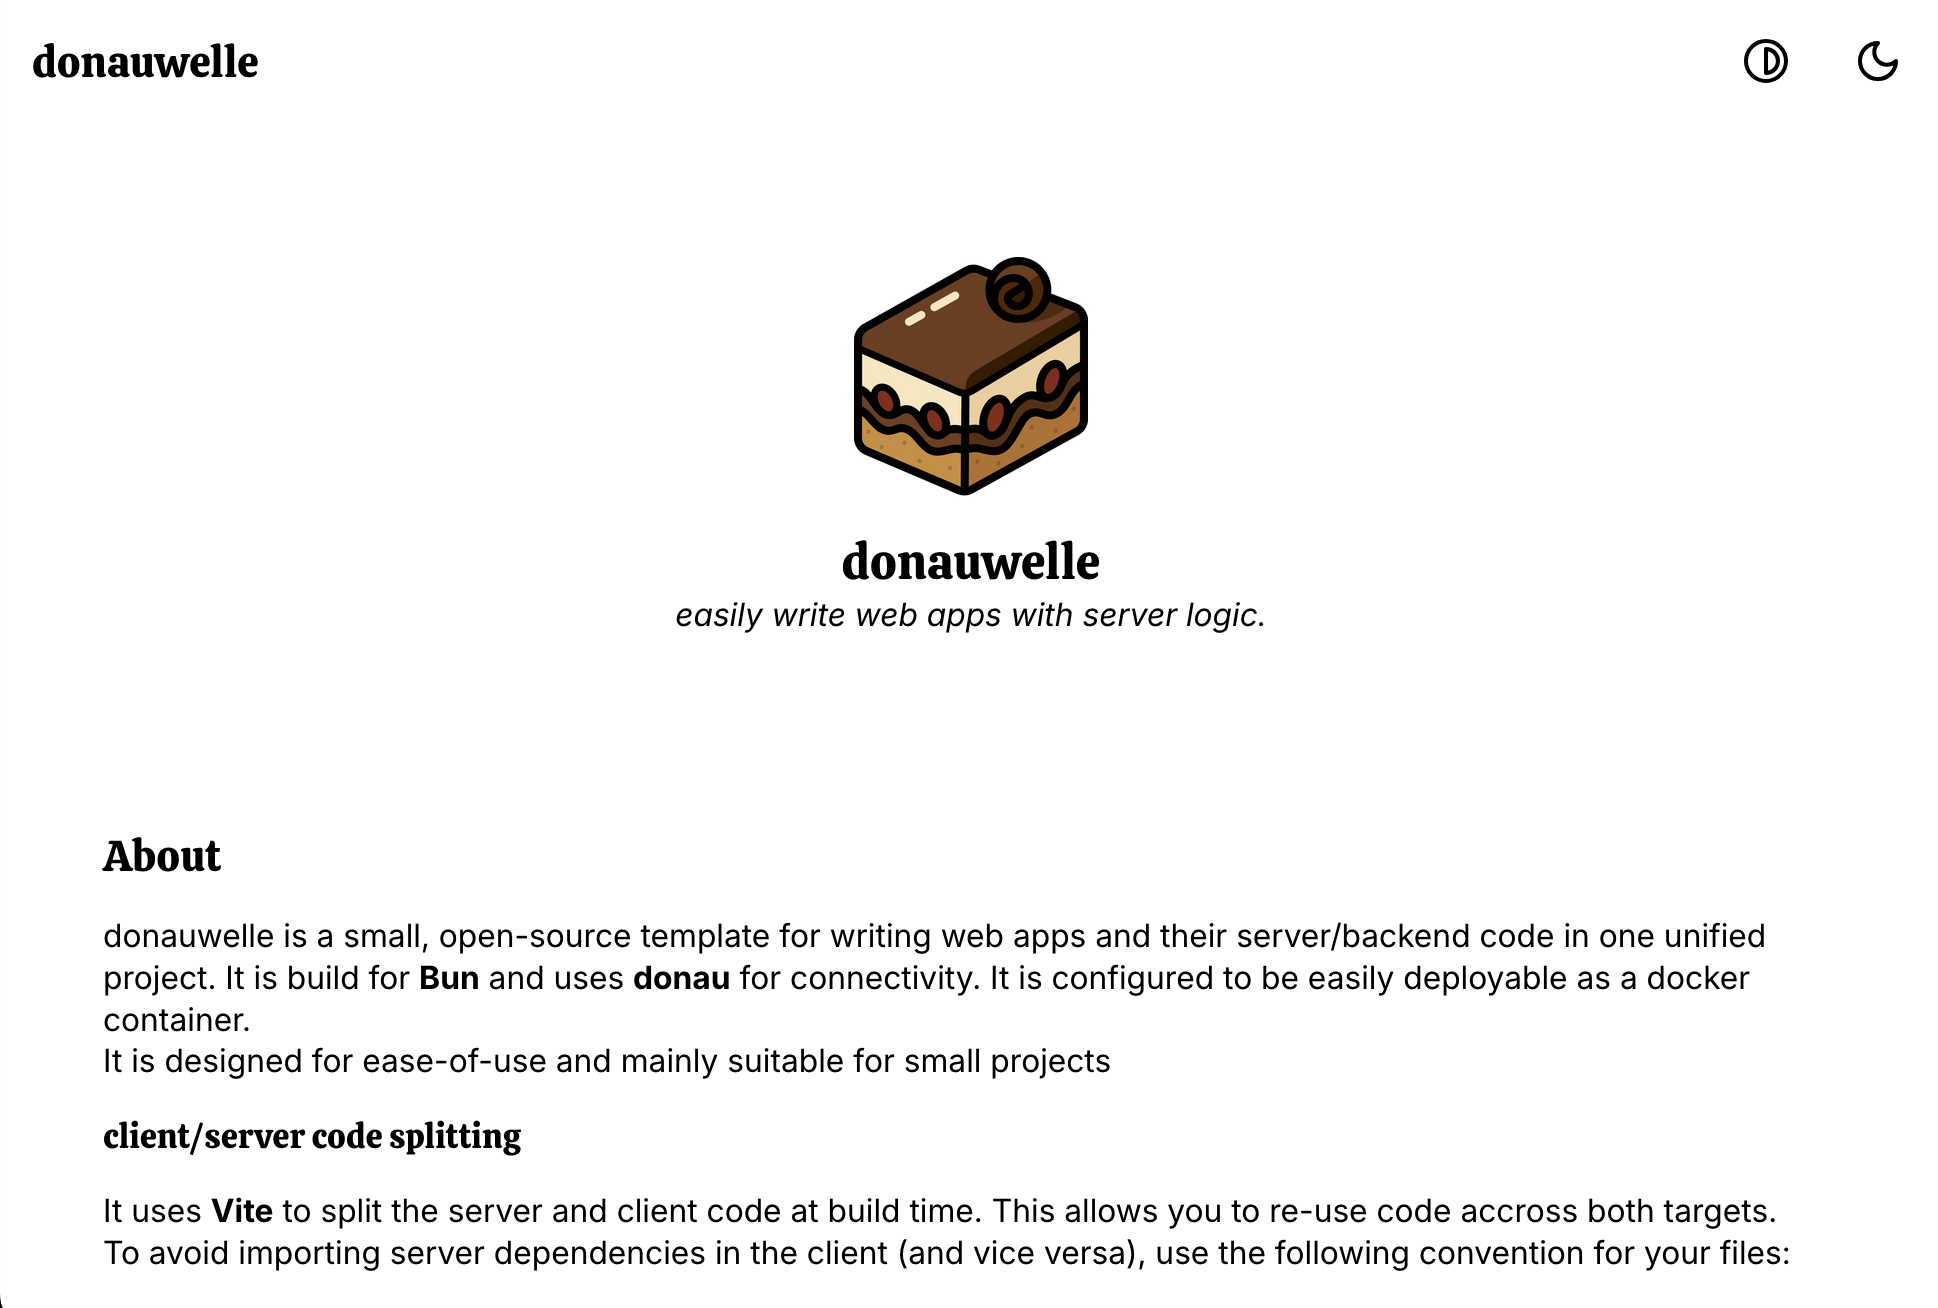 donauwelle
donauwelle
easily write web apps with server logic.
About
donauwelle is a small, open-source template for writing web apps and their server/backend code in one unified
project. It is build for Bun and uses donau for connectivity. It is configured to be easily deployable as a docker
container.
It is designed for ease-of-use and mainly suitable for small projects
client/server code splitting
It uses Vite to split the server and client code at build time. This allows you to re-use code accross both targets.
To avoid importing server dependencies in the client (and vice versa), use the following convention for your files: